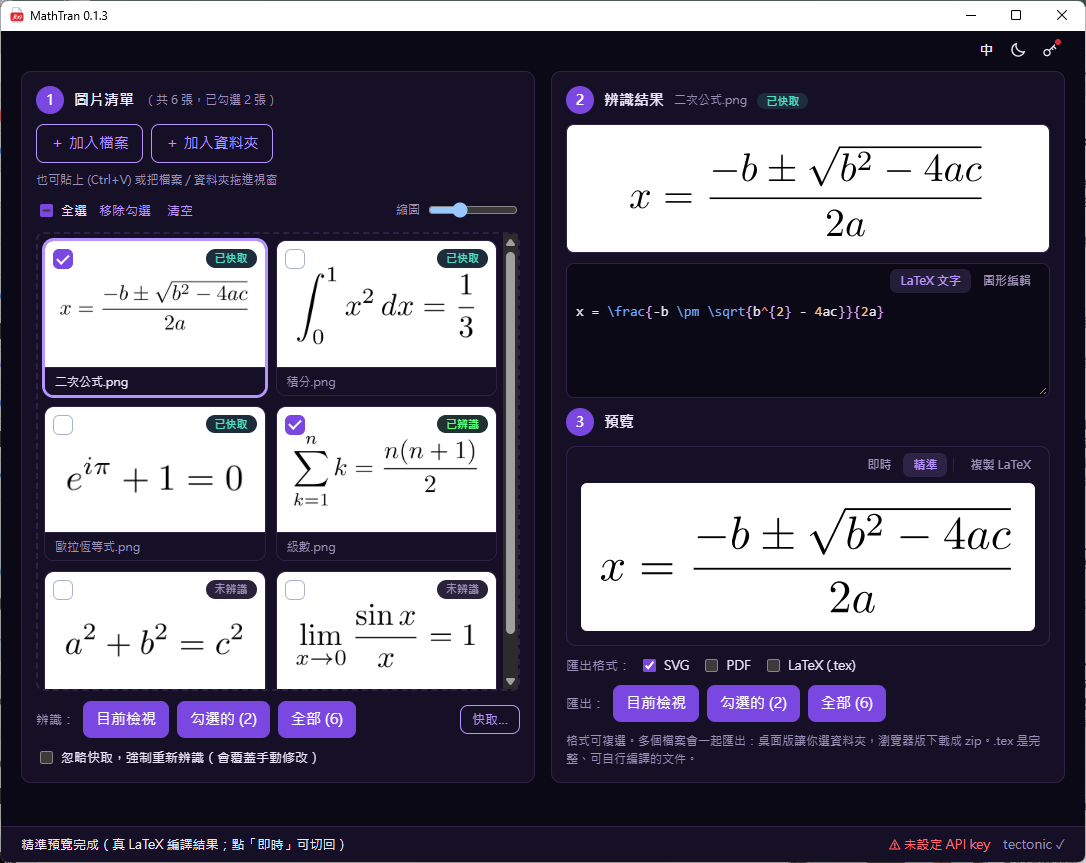 MathTran 0.1.3
中
1 圖片清單 （共 6 張，已勾選 2 張）
+ 加入檔案 + 加入資料夾
也可貼上 (Ctrl+V) 或把檔案 / 資料夾拖進視窗
全選 移除勾選 清空 縮圖
已快取
x = \frac{-b ± \sqrt{b^2 - 4ac}}{2a}
二次公式.png
已快取
∫_0^1 x^2 dx = \frac{1}{3}
積分.png
已快取
e^{iπ} + 1 = 0
歐拉恆等式.png
已辨識
\sum_{k=1}^{n} k = \frac{n(n + 1)}{2}
級數.png
未辨識
a^2 + b^2 = c^2
未辨識
\lim_{x→0} \frac{\sin x}{x} = 1
辨識： 目前檢視 勾選的 (2) 全部 (6) 快取...
忽略快取，強制重新辨識（會覆蓋手動修改）
2 辨識結果 二次公式.png 已快取
x = \frac{-b ± \sqrt{b^2 - 4ac}}{2a}
LaTeX 文字 圖形編輯
x = \frac{-b \pm \sqrt{b^{2} - 4ac}}{2a}
3 預覽
即時 精準 複製 LaTeX
x = \frac{-b ± \sqrt{b^2 - 4ac}}{2a}
匯出格式： SVG PDF LaTeX (.tex)
匯出： 目前檢視 勾選的 (2) 全部 (6)
格式可複選。多個檔案會一起匯出：桌面版讓你選資料夾，瀏覽器版下載成 zip。.tex 是完
整、可自行編譯的文件。
精準預覽完成（真 LaTeX 編譯結果；點「即時」可切回） ⚠ 未設定 API key tectonic ✓